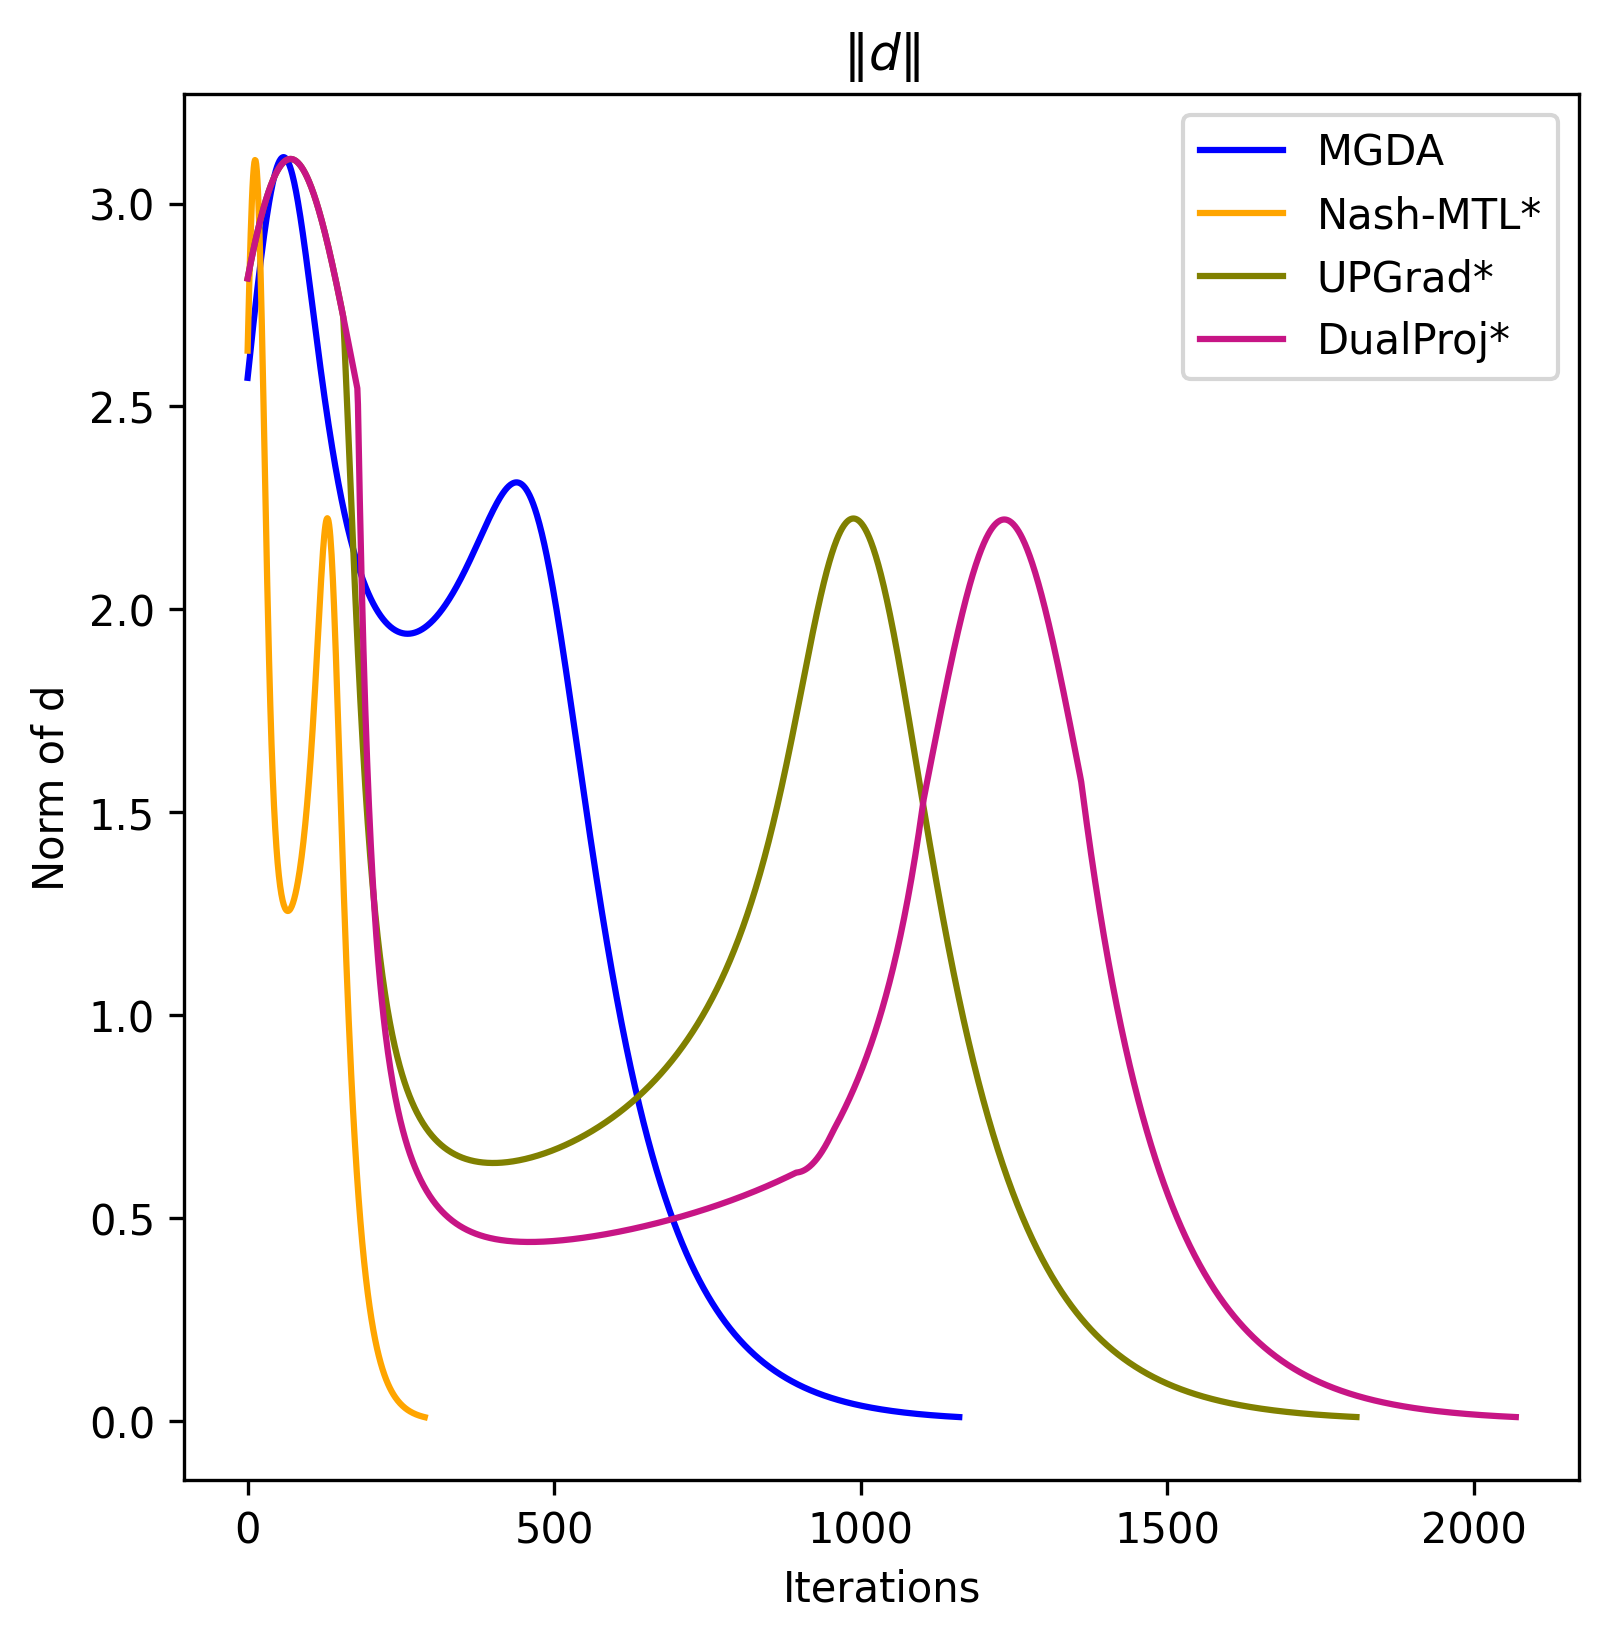 ‖d‖
MGDA
Nash-MTL*
UPGrad*
DualProj*
3.0
2.5
2.0
1.5
1.0
0.5
0.0
Norm of d
0 500 1000 1500 2000
Iterations